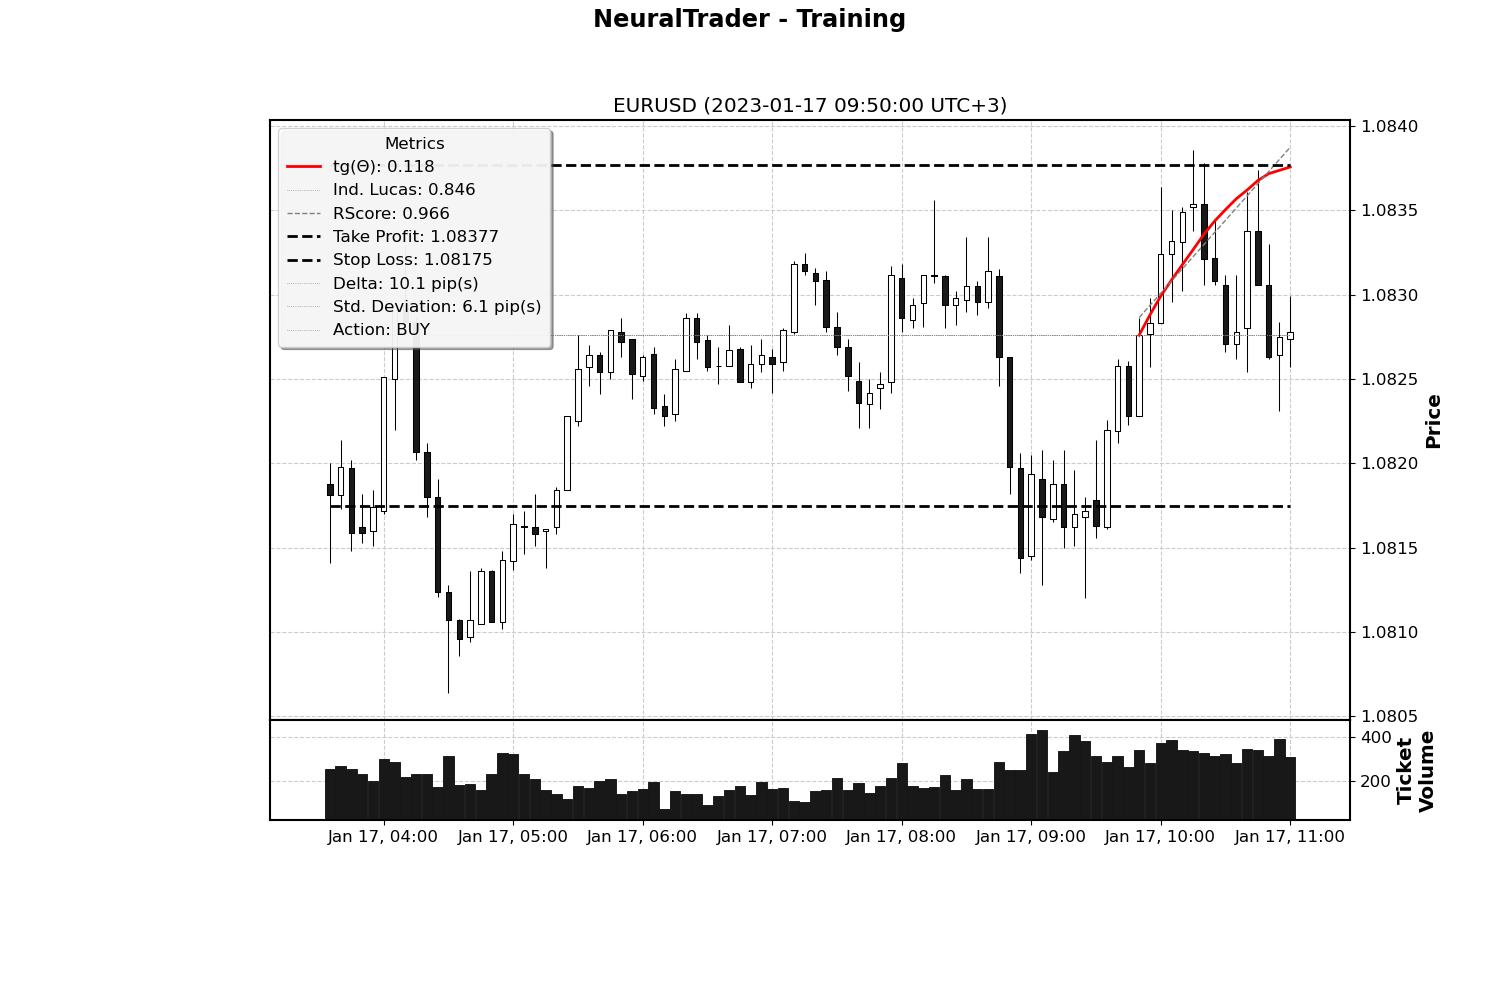 NeuralTrader - Training
EURUSD (2023-01-17 09:50:00 UTC+3)
Metrics
tg(Θ): 0.118
Ind. Lucas: 0.846
RScore: 0.966
Take Profit: 1.08377
Stop Loss: 1.08175
Delta: 10.1 pip(s)
Std. Deviation: 6.1 pip(s)
Action: BUY
1.0840
1.0835
1.0830
1.0825
1.0820
1.0815
1.0810
1.0805
Price
400
200
Ticket
Volume
Jan 17, 04:00 Jan 17, 05:00 Jan 17, 06:00 Jan 17, 07:00 Jan 17, 08:00 Jan 17, 09:00 Jan 17, 10:00 Jan 17, 11:00